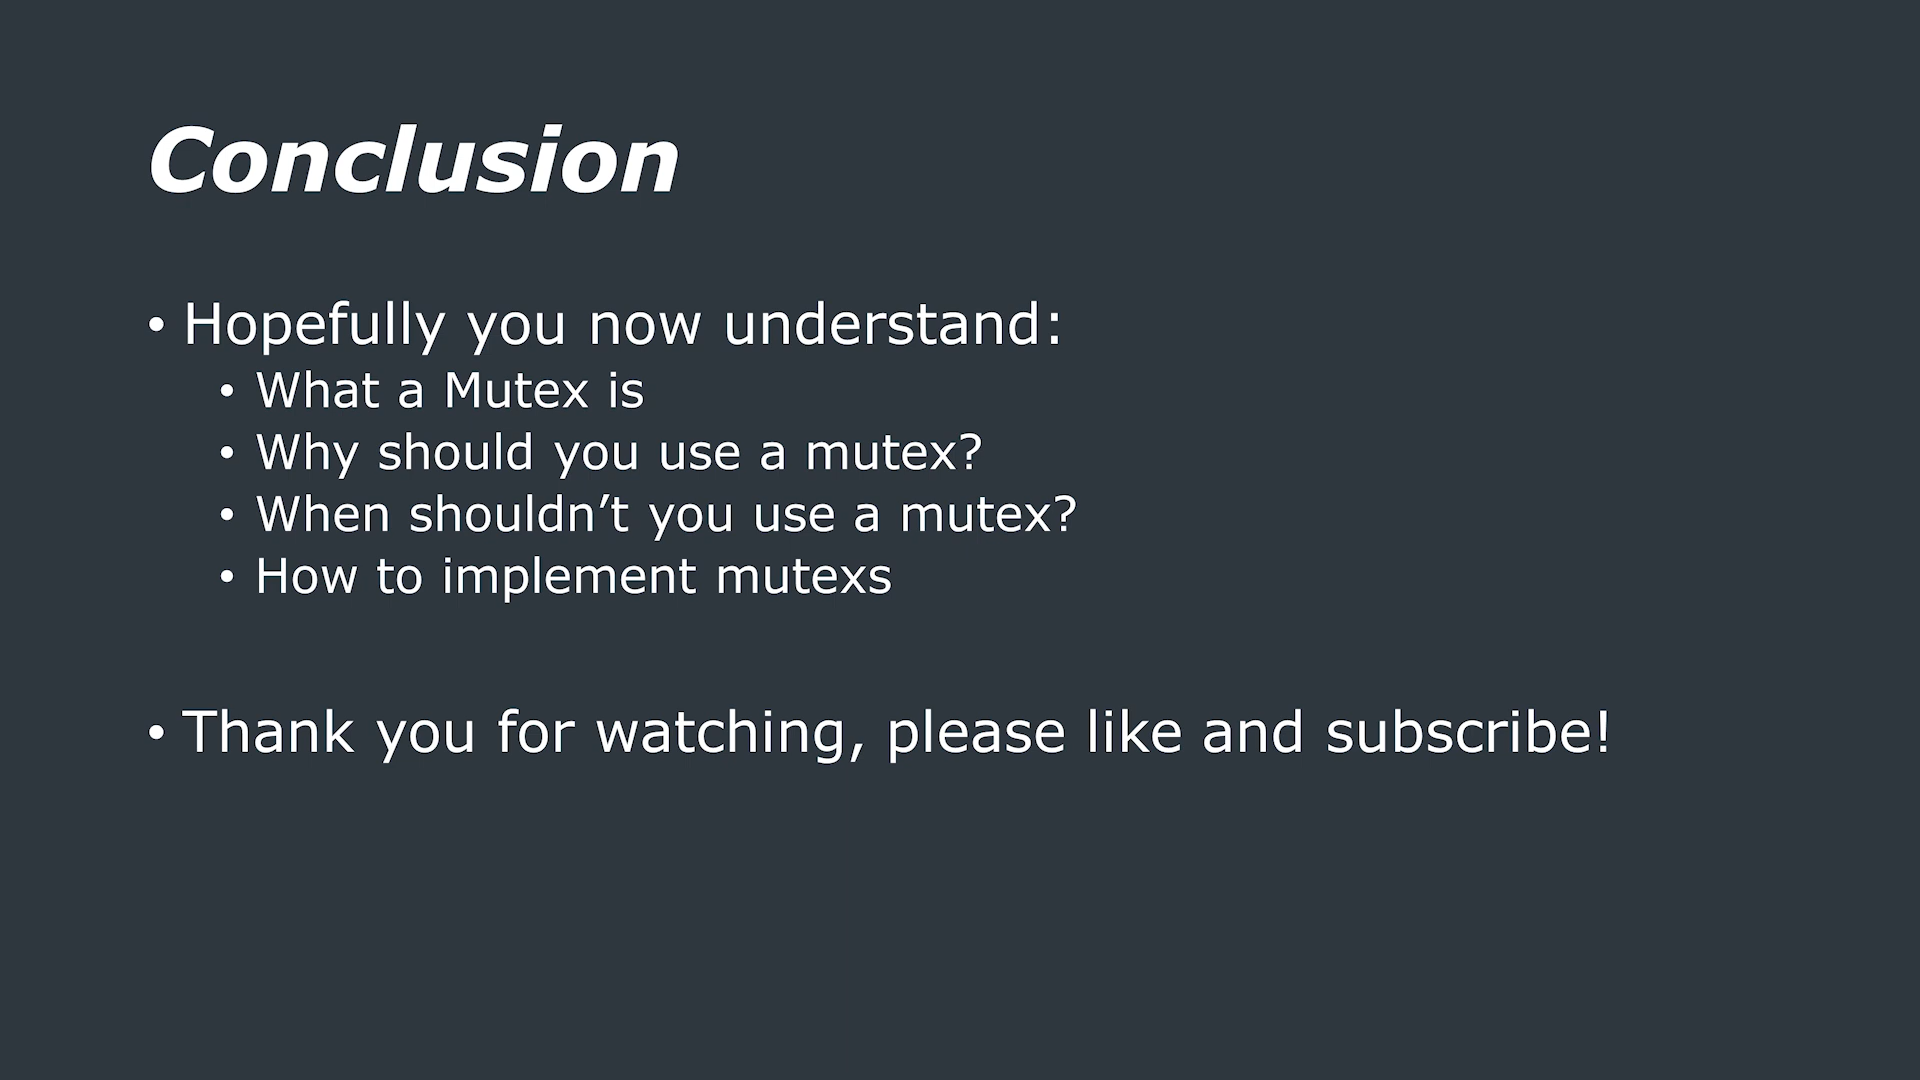 Conclusion
• Hopefully you now understand:
• What a Mutex is
• Why should you use a mutex?
• When shouldn’t you use a mutex?
• How to implement mutexs
• Thank you for watching, please like and subscribe!